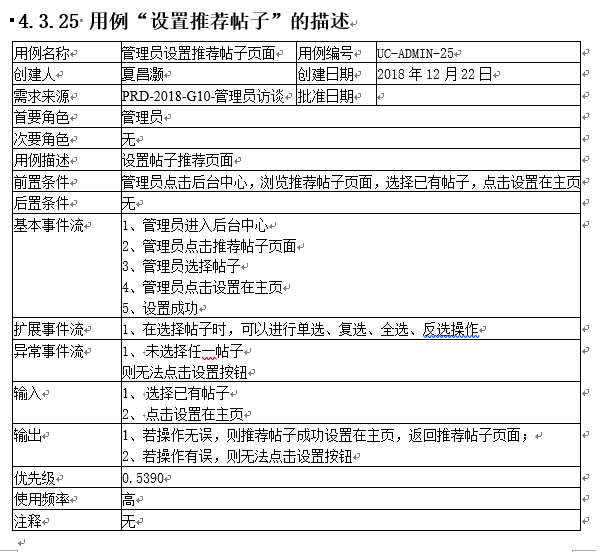 4.3.25 用例“设置推荐帖子”的描述
用例名称 管理员设置推荐帖子页面 用例编号 UC-ADMIN-25
创建人 夏昌灏 创建日期 2018 年 12 月 22 日
需求来源 PRD-2018-G10-管理员访谈 批准日期
首要角色 管理员
次要角色 无
用例描述 设置帖子推荐页面
前置条件 管理员点击后台中心，浏览推荐帖子页面，选择已有帖子，点击设置在主页
后置条件 无
基本事件流 1、管理员进入后台中心
2、管理员点击推荐帖子页面
3、管理员选择帖子
4、管理员点击设置在主页
5、设置成功
扩展事件流 1、在选择帖子时，可以进行单选、复选、全选、反选操作
异常事件流 1、未选择任一帖子
则无法点击设置按钮
输入 1、选择已有帖子
2、点击设置在主页
输出 1、若操作无误，则推荐帖子成功设置在主页，返回推荐帖子页面；
2、若操作有误，则无法点击设置按钮
优先级 0.5390
使用频率 高
注释 无